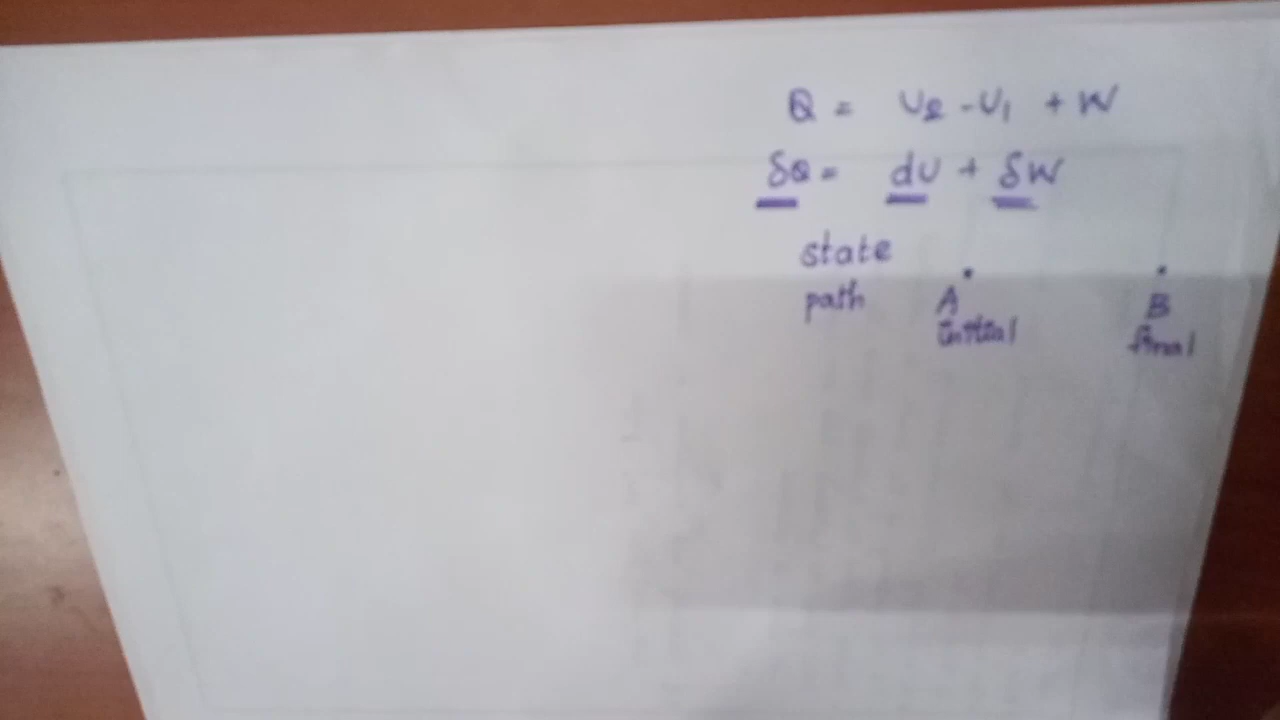 Q = U2 - U1 + W
δQ = dU + δW
state
path A B
initial final